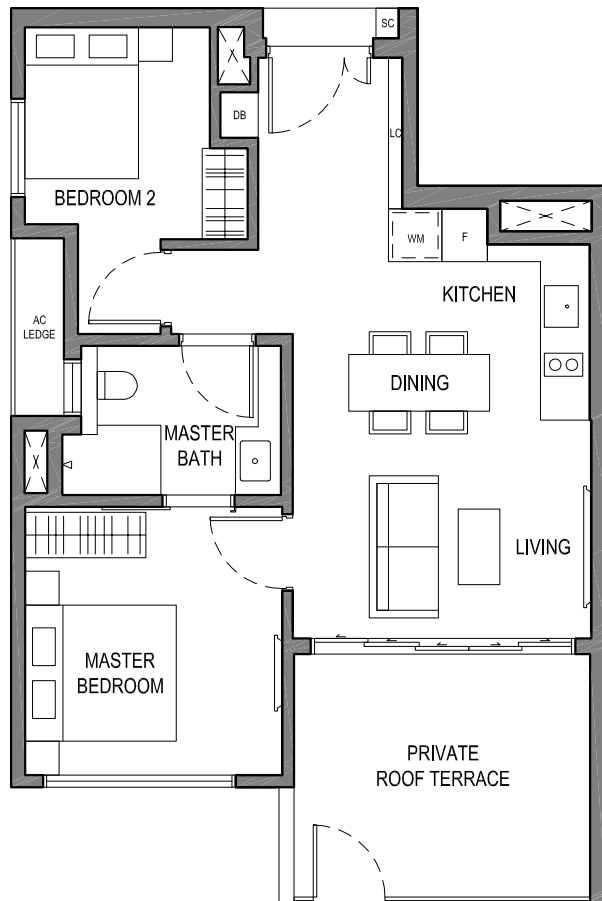 SC
DB
LC
BEDROOM 2
WM
F
KITCHEN
AC
LEDGE
DINING
MASTER
BATH
LIVING
MASTER
BEDROOM
PRIVATE
ROOF TERRACE